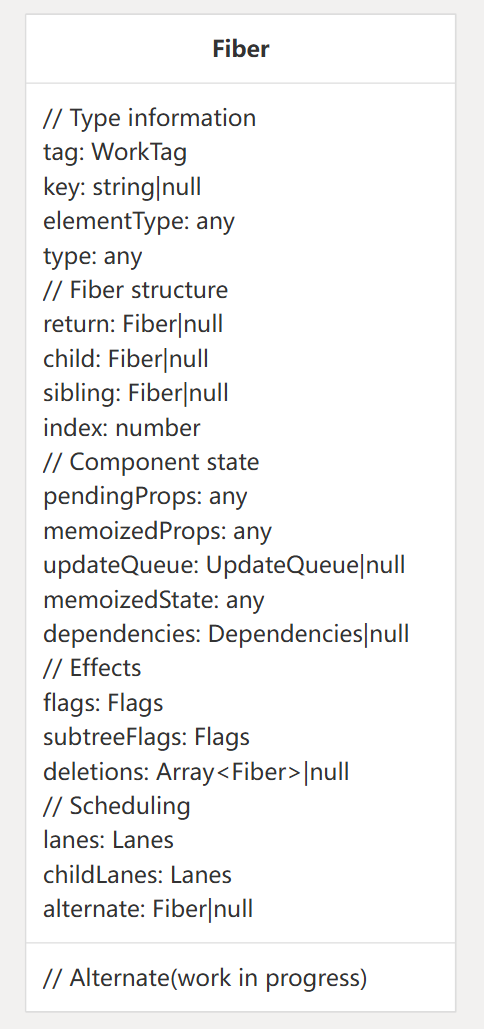 Fiber
// Type information
tag: WorkTag
key: string|null
elementType: any
type: any
// Fiber structure
return: Fiber|null
child: Fiber|null
sibling: Fiber|null
index: number
// Component state
pendingProps: any
memoizedProps: any
updateQueue: UpdateQueue|null
memoizedState: any
dependencies: Dependencies|null
// Effects
flags: Flags
subtreeFlags: Flags
deletions: Array<Fiber>|null
// Scheduling
lanes: Lanes
childLanes: Lanes
alternate: Fiber|null
// Alternate(work in progress)